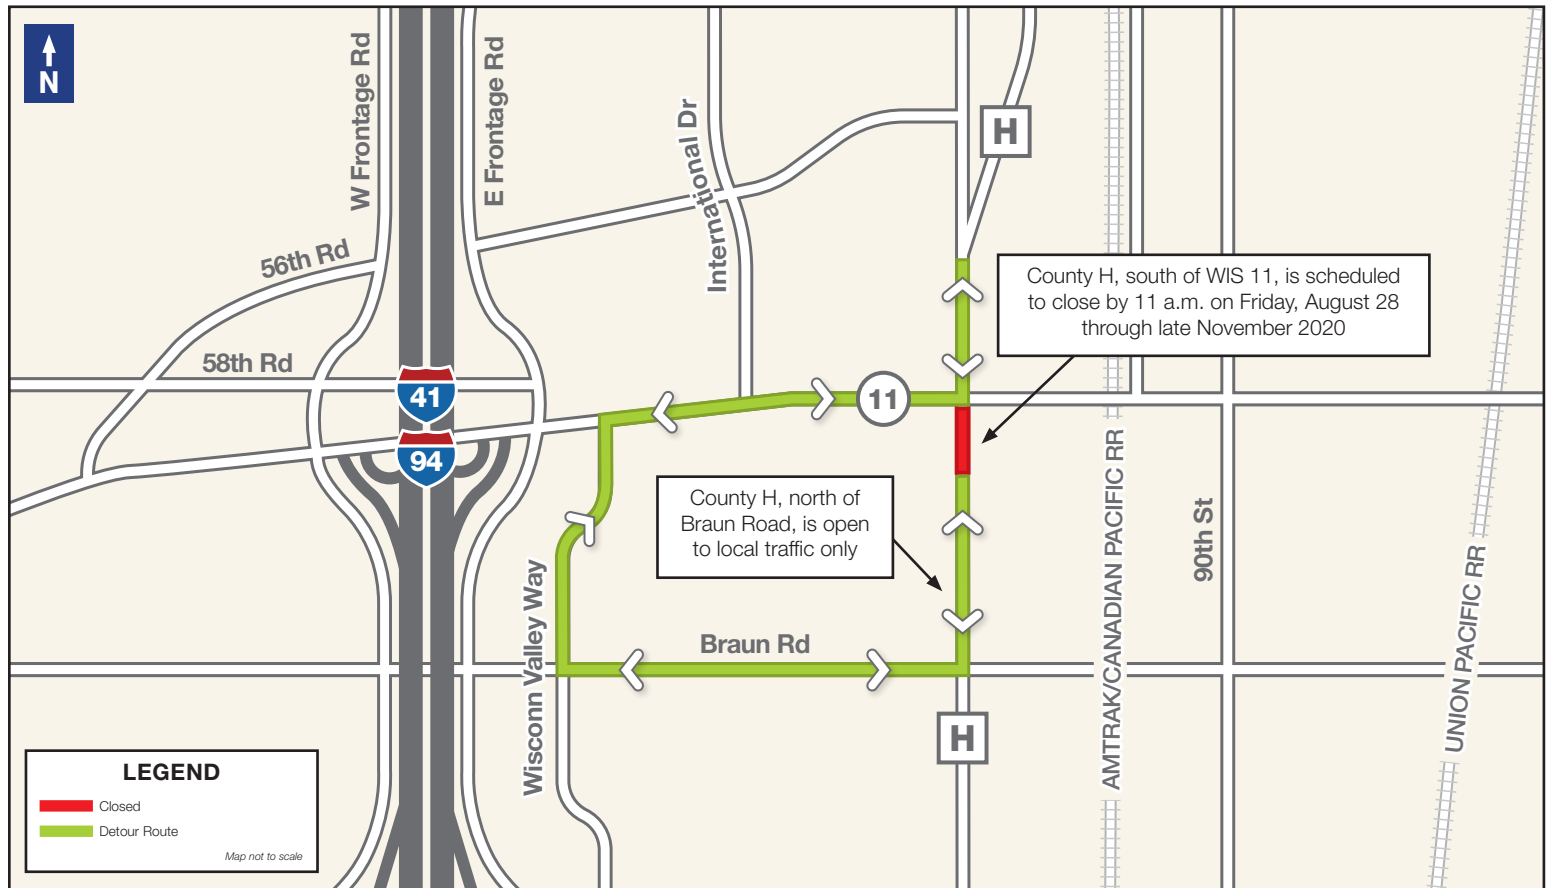 N
W Frontage Rd
E Frontage Rd
International Dr
H
56th Rd
County H, south of WIS 11, is scheduled
to close by 11 a.m. on Friday, August 28
through late November 2020
58th Rd
41
11
94
County H, north of
Braun Road, is open
to local traffic only
AMTRAK/CANADIAN PACIFIC RR
90th St
UNION PACIFIC RR
Wisconn Valley Way
Braun Rd
H
LEGEND
Closed
Detour Route
Map not to scale